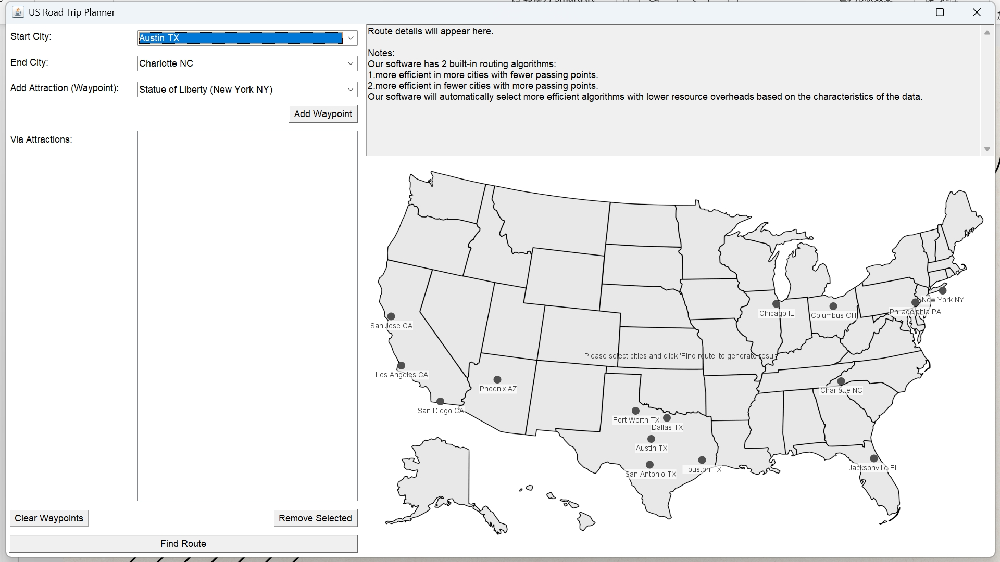 US Road Trip Planner
Start City:
Austin TX
End City:
Charlotte NC
Add Attraction (Waypoint):
Statue of Liberty (New York NY)
Add Waypoint
Via Attractions:
Clear Waypoints
Remove Selected
Find Route
Route details will appear here.
Notes:
Our software has 2 built-in routing algorithms:
1.more efficient in more cities with fewer passing points.
2.more efficient in fewer cities with more passing points.
Our software will automatically select more efficient algorithms with lower resource overheads based on the characteristics of the data.
New York NY
Chicago IL
Columbus OH
Philadelphia PA
San Jose CA
Please select cities and click 'Find route' to generate result
Los Angeles CA
Phoenix AZ
Charlotte NC
San Diego CA
Fort Worth TX
Dallas TX
Austin TX
San Antonio TX
Houston TX
Jacksonville FL